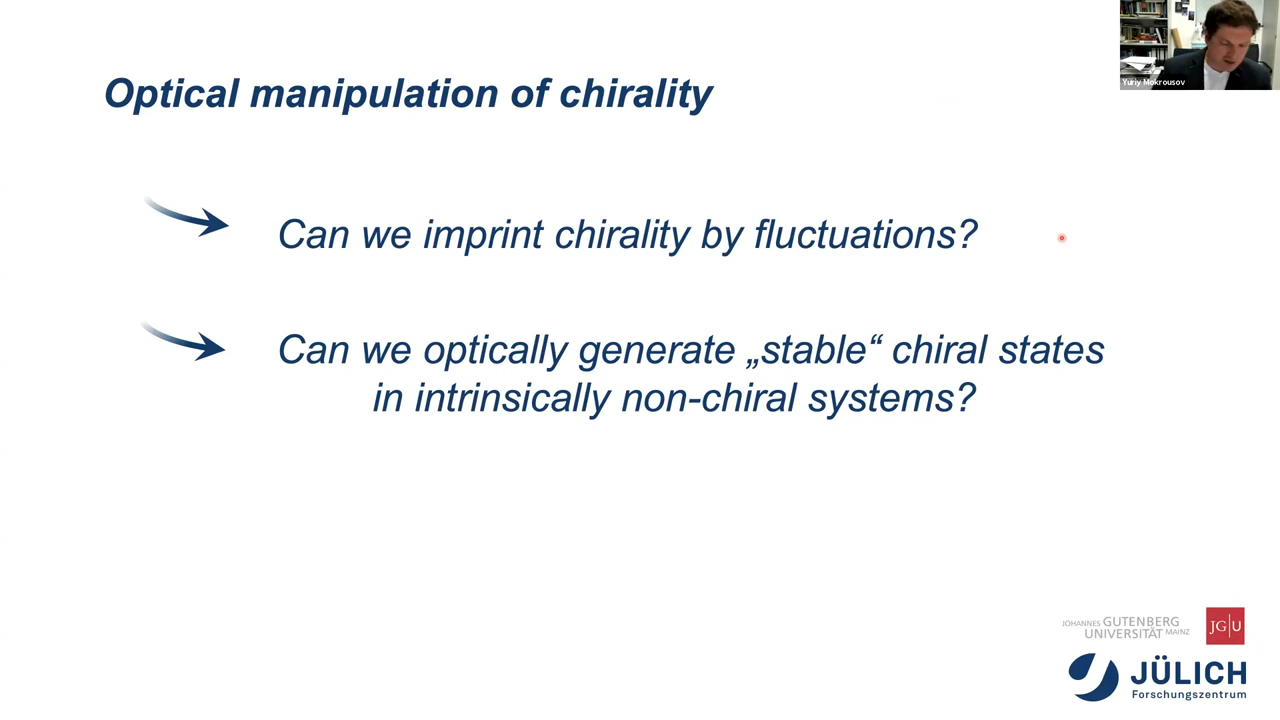 Yuriy Mokrousov
Optical manipulation of chirality
Can we imprint chirality by fluctuations?
Can we optically generate „stable“ chiral states
in intrinsically non-chiral systems?
JOHANNES GUTENBERG
UNIVERSITÄT MAINZ
JG|U
JÜLICH
Forschungszentrum